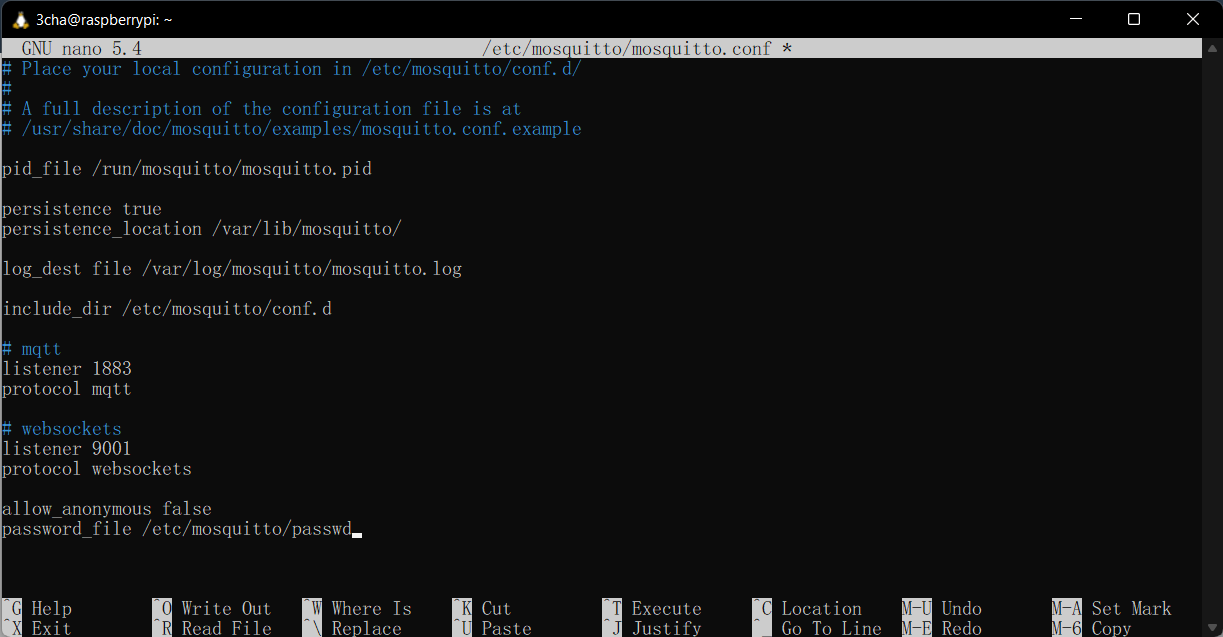 3cha@raspberrypi: ~
GNU nano 5.4 /etc/mosquitto/mosquitto.conf *
# Place your local configuration in /etc/mosquitto/conf.d/
#
# A full description of the configuration file is at
# /usr/share/doc/mosquitto/examples/mosquitto.conf.example
pid_file /run/mosquitto/mosquitto.pid
persistence true
persistence_location /var/lib/mosquitto/
log_dest file /var/log/mosquitto/mosquitto.log
include_dir /etc/mosquitto/conf.d
# mqtt
listener 1883
protocol mqtt
# websockets
listener 9001
protocol websockets
allow_anonymous false
password_file /etc/mosquitto/passwd
^G Help ^O Write Out ^W Where Is ^K Cut ^T Execute ^C Location M-U Undo M-A Set Mark
^X Exit ^R Read File ^\ Replace ^U Paste ^J Justify ^_ Go To Line M-E Redo M-6 Copy